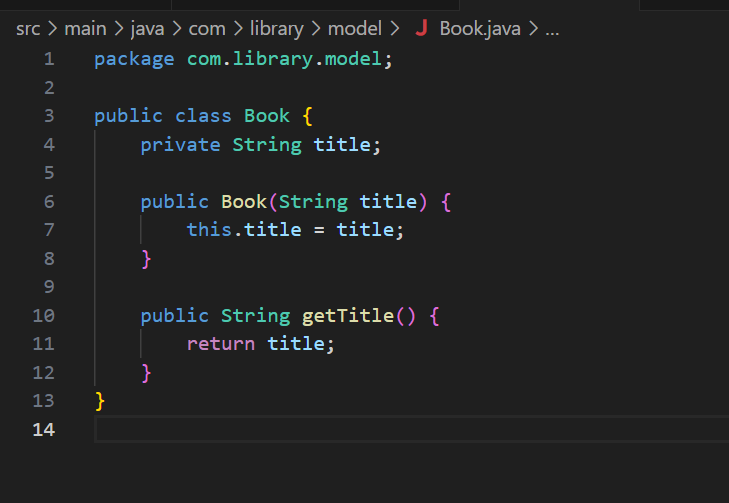 src > main > java > com > library > model > J Book.java > ...
1 package com.library.model;
2
3 public class Book {
4     private String title;
5
6     public Book(String title) {
7         this.title = title;
8     }
9
10     public String getTitle() {
11         return title;
12     }
13 }
14